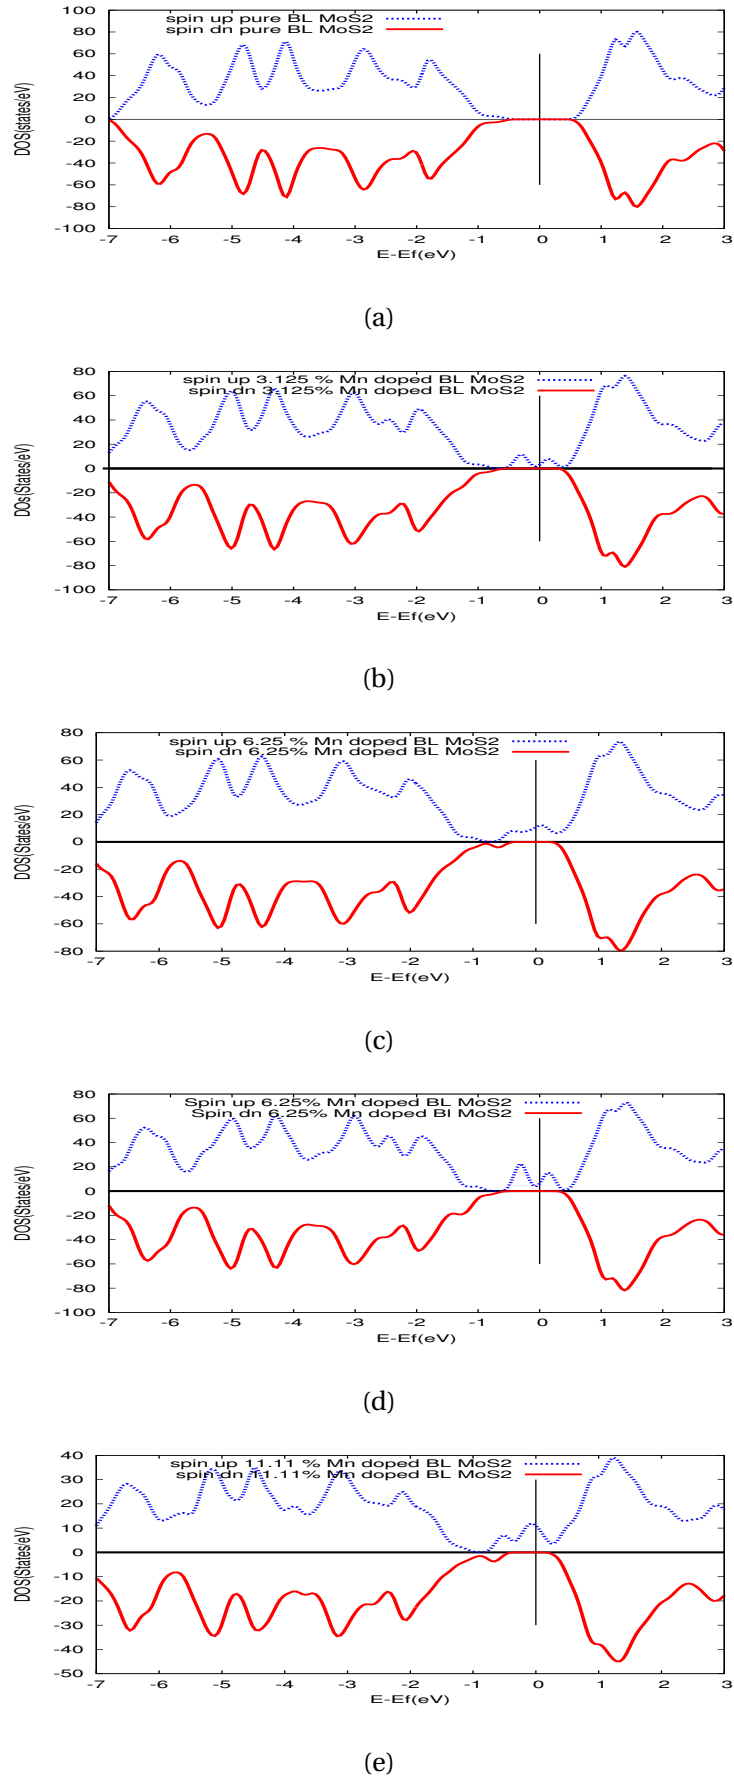 spin up pure BL MoS2
spin dn pure BL MoS2
DOS(states/eV)
100
80
60
40
20
0
-20
-40
-60
-80
-100
-7 -6 -5 -4 -3 -2 -1 0 1 2 3
E-Ef(eV)
(a)
spin up 3.125 % Mn doped BL MoS2
spin dn 3.125% Mn doped BL MoS2
DOs(States/eV)
80
60
40
20
0
-20
-40
-60
-80
-100
-7 -6 -5 -4 -3 -2 -1 0 1 2 3
E-Ef(eV)
(b)
spin up 6.25 % Mn doped BL MoS2
spin dn 6.25% Mn doped BL MoS2
DOS(States/eV)
80
60
40
20
0
-20
-40
-60
-80
-7 -6 -5 -4 -3 -2 -1 0 1 2 3
E-Ef(eV)
(c)
Spin up 6.25% Mn doped BL MoS2
Spin dn 6.25% Mn doped Bl MoS2
DOS(States/eV)
80
60
40
20
0
-20
-40
-60
-80
-100
-7 -6 -5 -4 -3 -2 -1 0 1 2 3
E-Ef(eV)
(d)
spin up 11.11 % Mn doped BL MoS2
spin dn 11.11% Mn doped BL MoS2
DOS(States/eV)
40
30
20
10
0
-10
-20
-30
-40
-50
-7 -6 -5 -4 -3 -2 -1 0 1 2 3
E-Ef(eV)
(e)